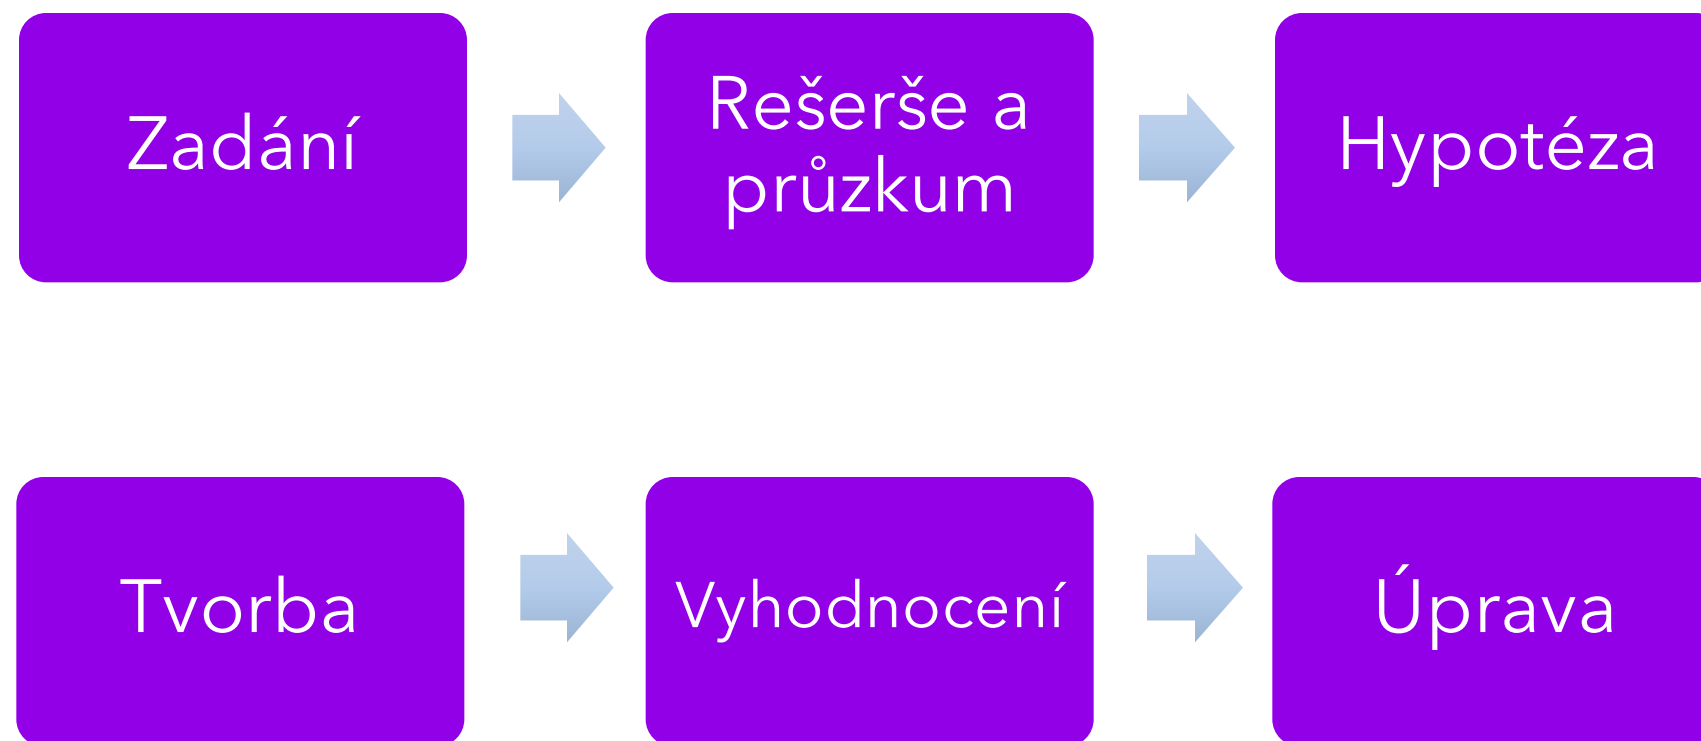 Zadání
Rešerše a
průzkum
Hypotéza
Tvorba
Vyhodnocení
Úprava